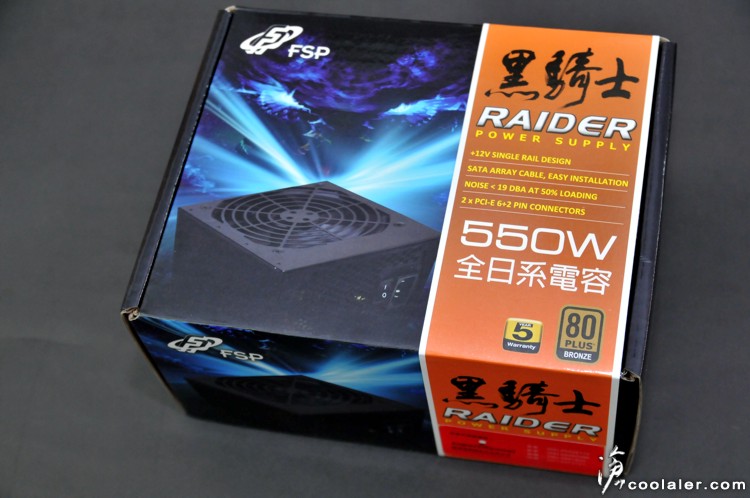 FSP
黑騎士
RAIDER
POWER SUPPLY
+12V SINGLE RAIL DESIGN
SATA ARRAY CABLE, EASY INSTALLATION
NOISE < 19 DBA AT 50% LOADING
2 x PCI-E 6+2 PIN CONNECTORS
550W
全日系電容
YEAR
5
Warranty
80
PLUS
BRONZE
FSP
黑騎士
RAIDER
POWER SUPPLY
coolaler.com